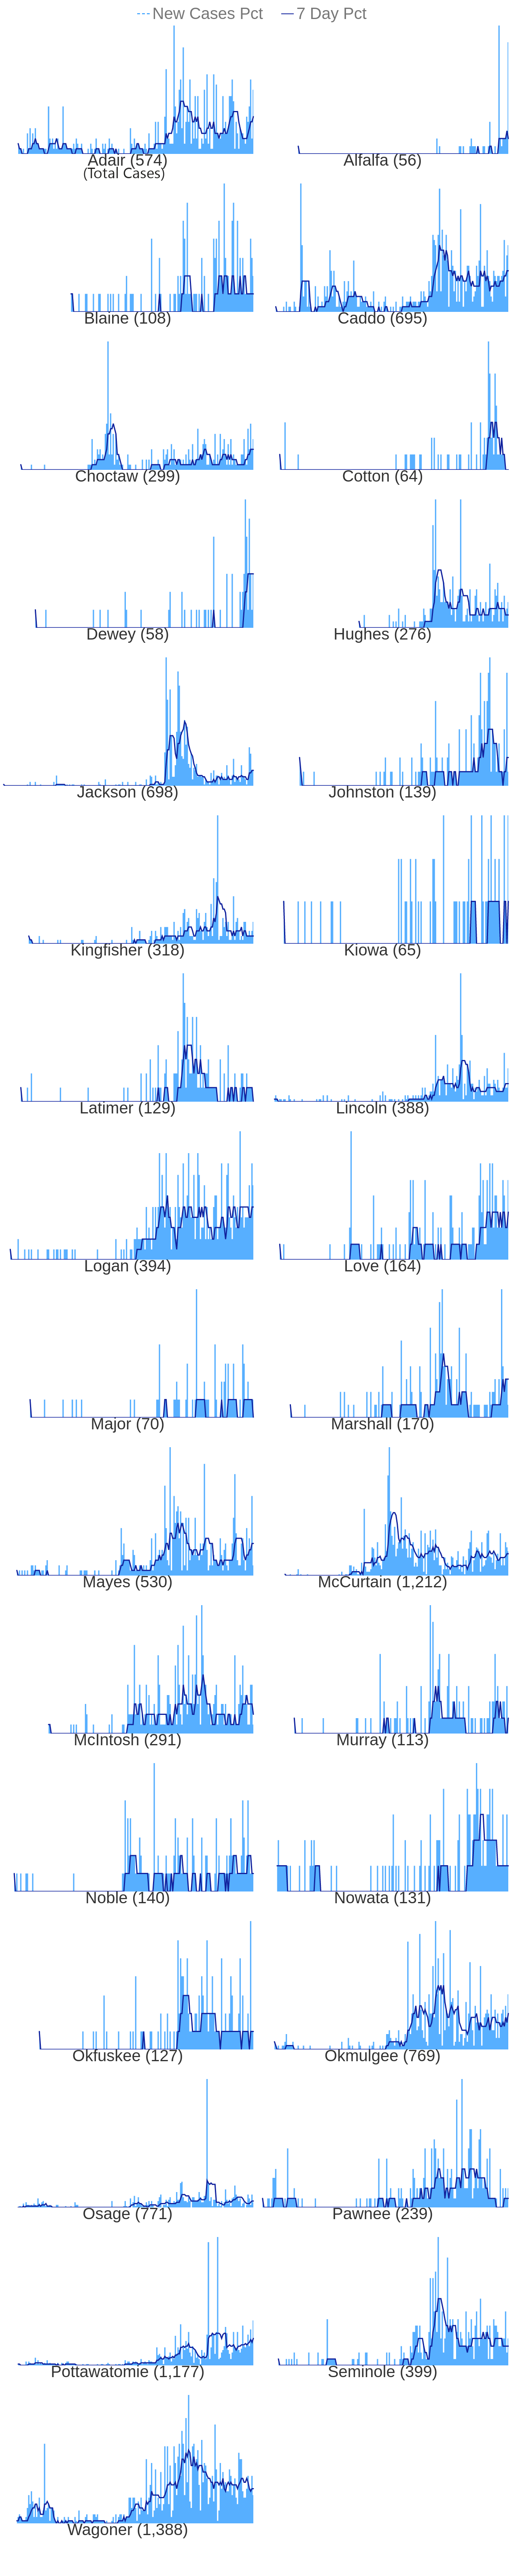 New Cases Pct 7 Day Pct
Adair (574) Alfalfa (56)
(Total Cases)
Blaine (108) Caddo (695)
Choctaw (299) Cotton (64)
Dewey (58) Hughes (276)
Jackson (698) Johnston (139)
Kingfisher (318) Kiowa (65)
Latimer (129) Lincoln (388)
Logan (394) Love (164)
Major (70) Marshall (170)
Mayes (530) McCurtain (1,212)
McIntosh (291) Murray (113)
Noble (140) Nowata (131)
Okfuskee (127) Okmulgee (769)
Osage (771) Pawnee (239)
Pottawatomie (1,177) Seminole (399)
Wagoner (1,388)